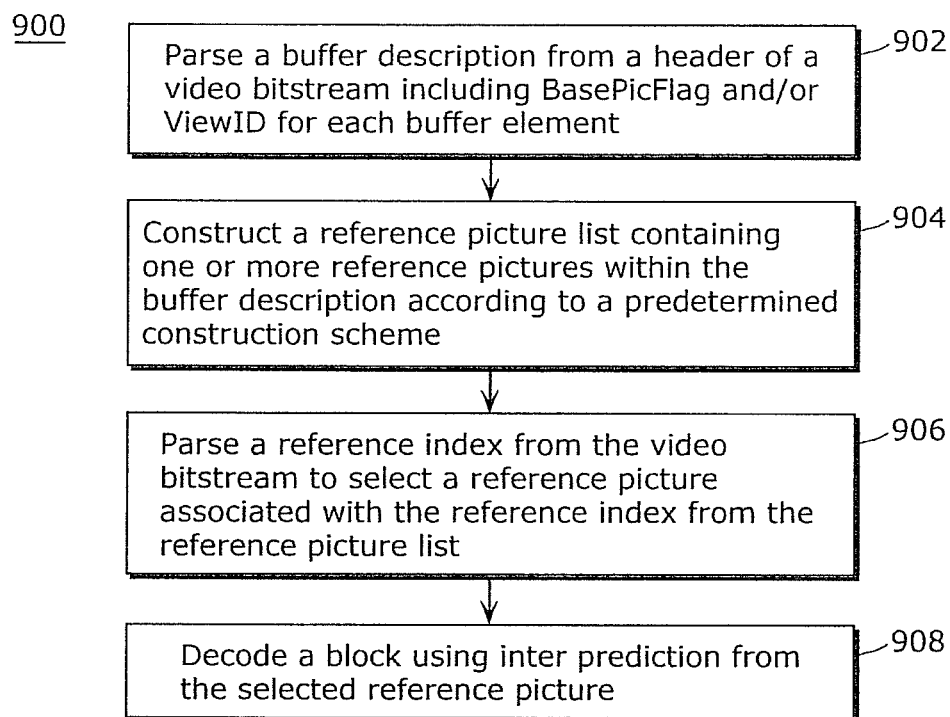 900
Parse a buffer description from a header of a
video bitstream including BasePicFlag and/or
ViewID for each buffer element
902
Construct a reference picture list containing
one or more reference pictures within the
buffer description according to a predetermined
construction scheme
904
Parse a reference index from the video
bitstream to select a reference picture
associated with the reference index from the
reference picture list
906
Decode a block using inter prediction from
the selected reference picture
908